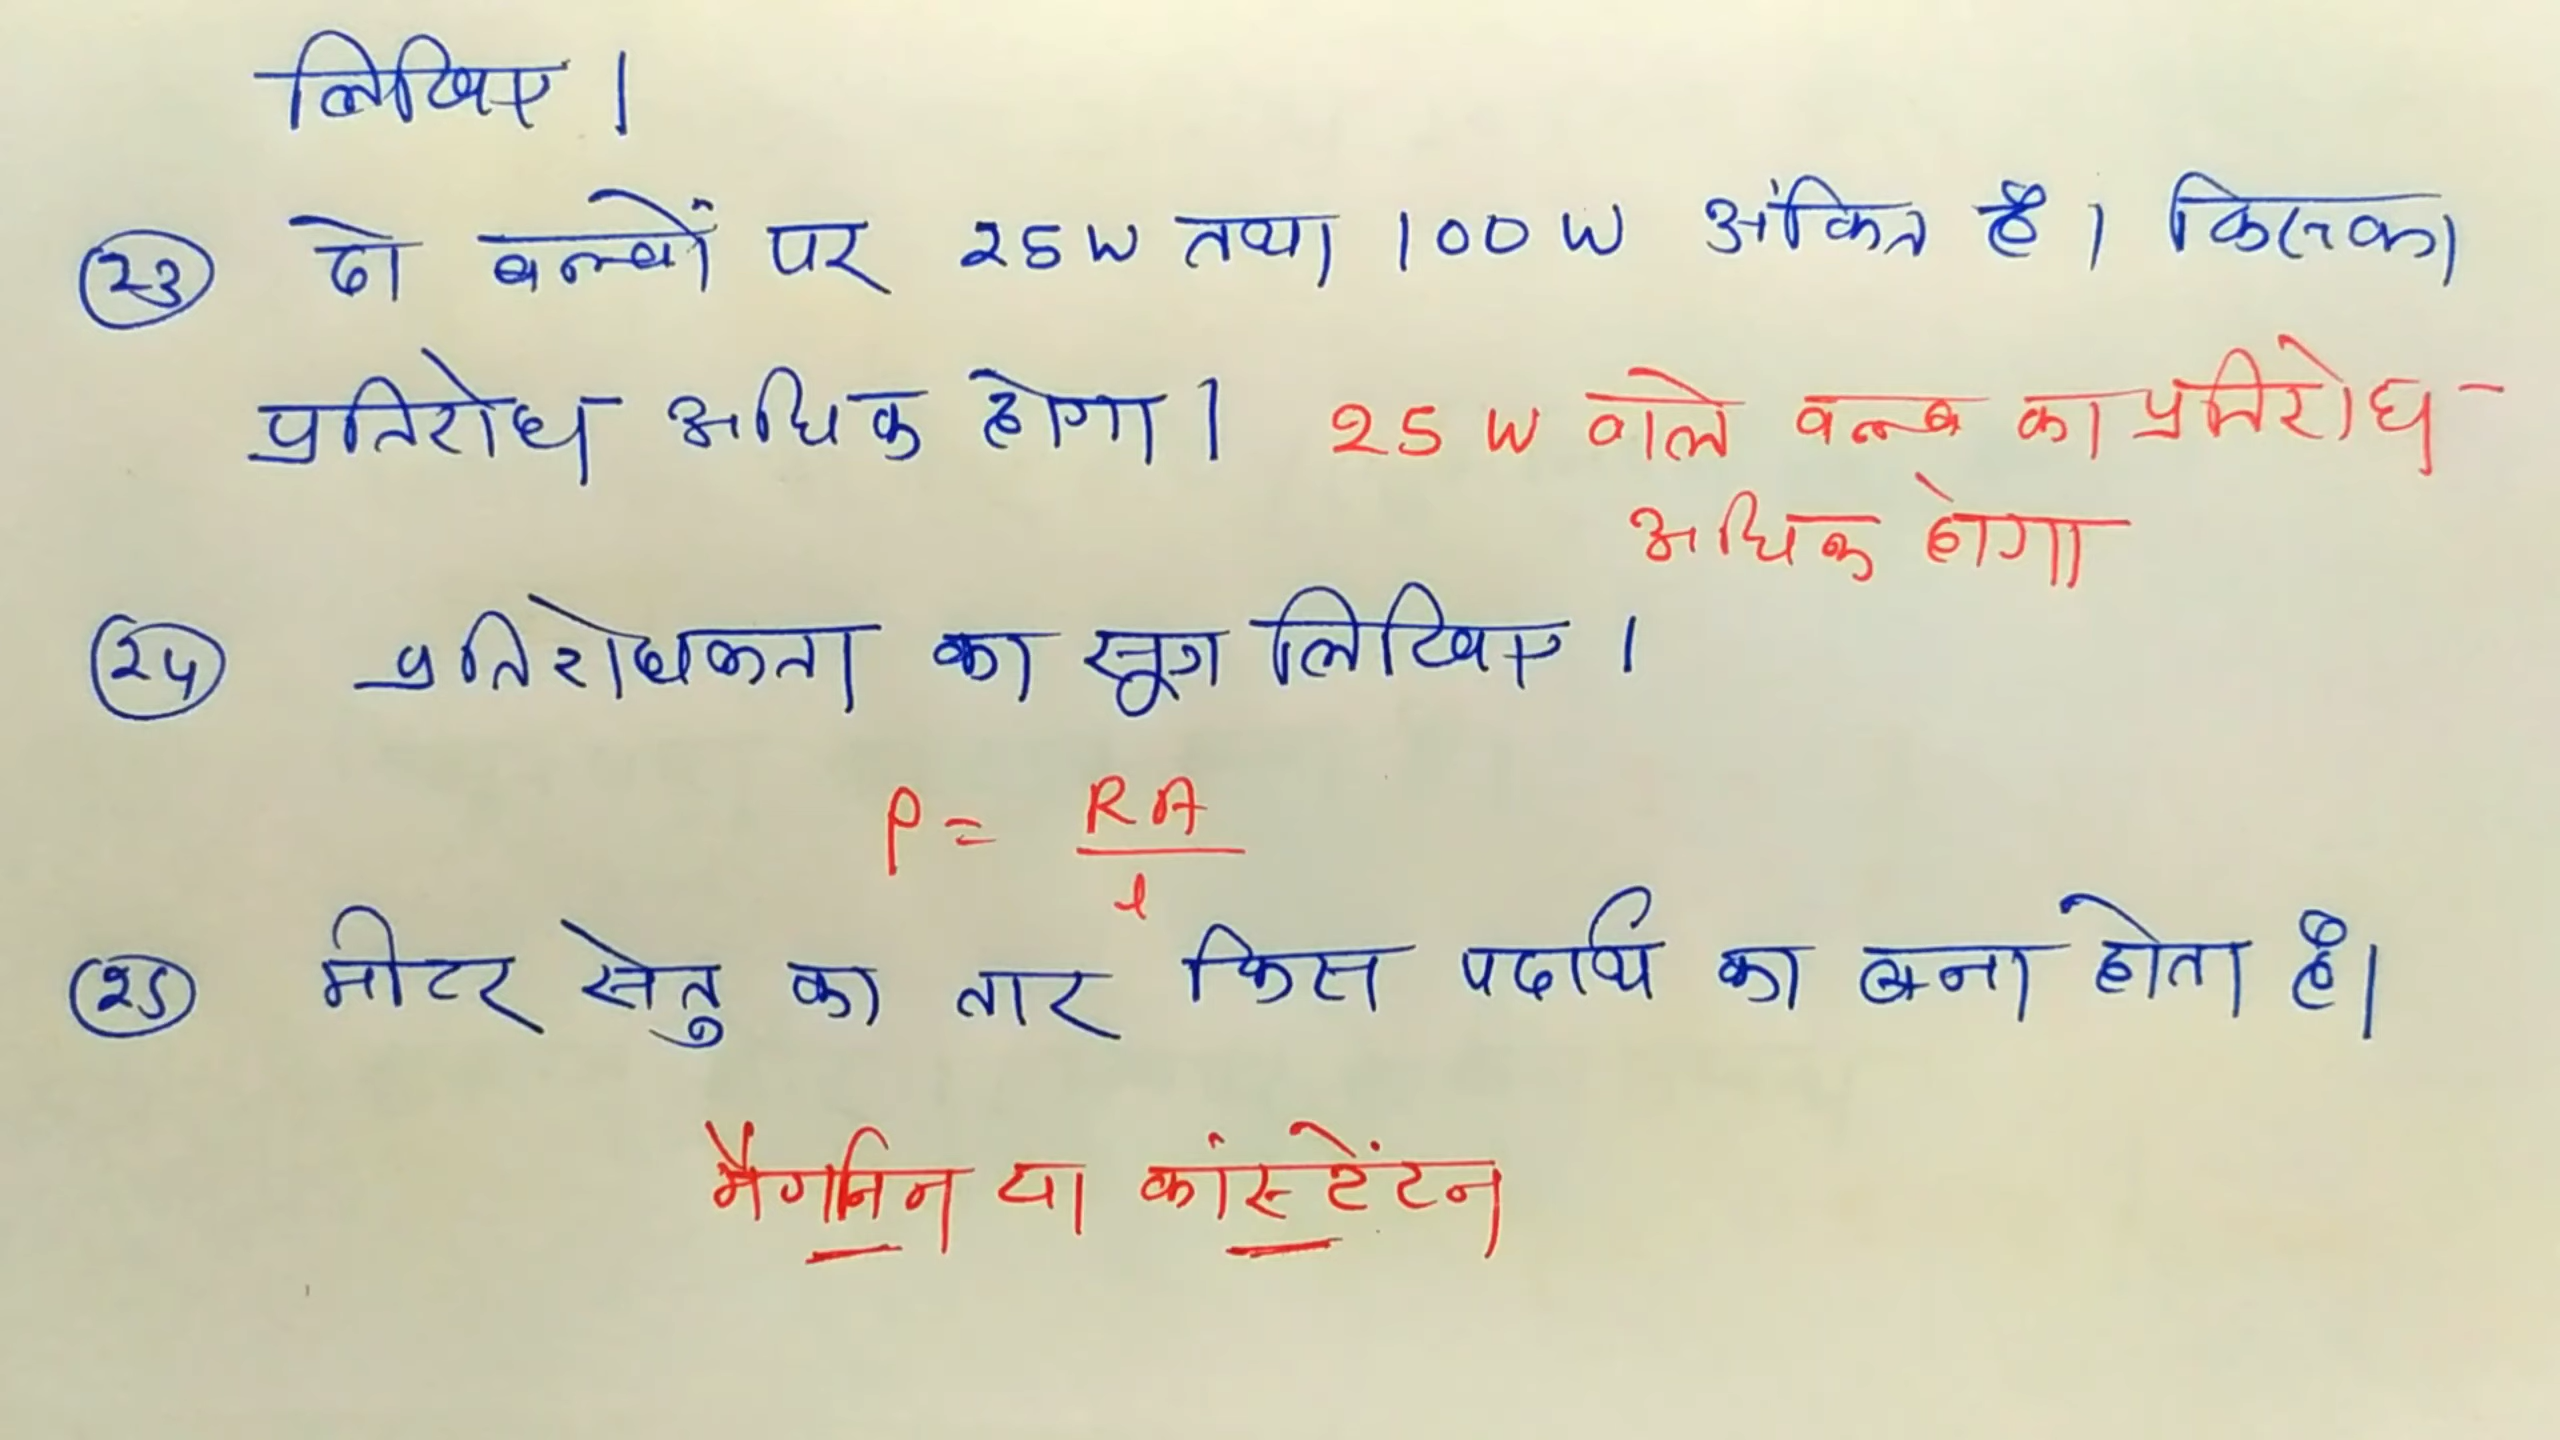 लिखिए।
(23) दो बल्वों पर 25W तथा 100W अंकित है। किसका
प्रतिरोध अधिक होगा। 25 W वाले बल्ब का प्रतिरोध
अधिक होगा
(24) प्रतिरोधकता का सूत्र लिखिए।
ρ = RA / l
(25) मीटर सेतु का तार किस पदार्थ का बना होता है।
मैगनिन या कांस्टेंटन